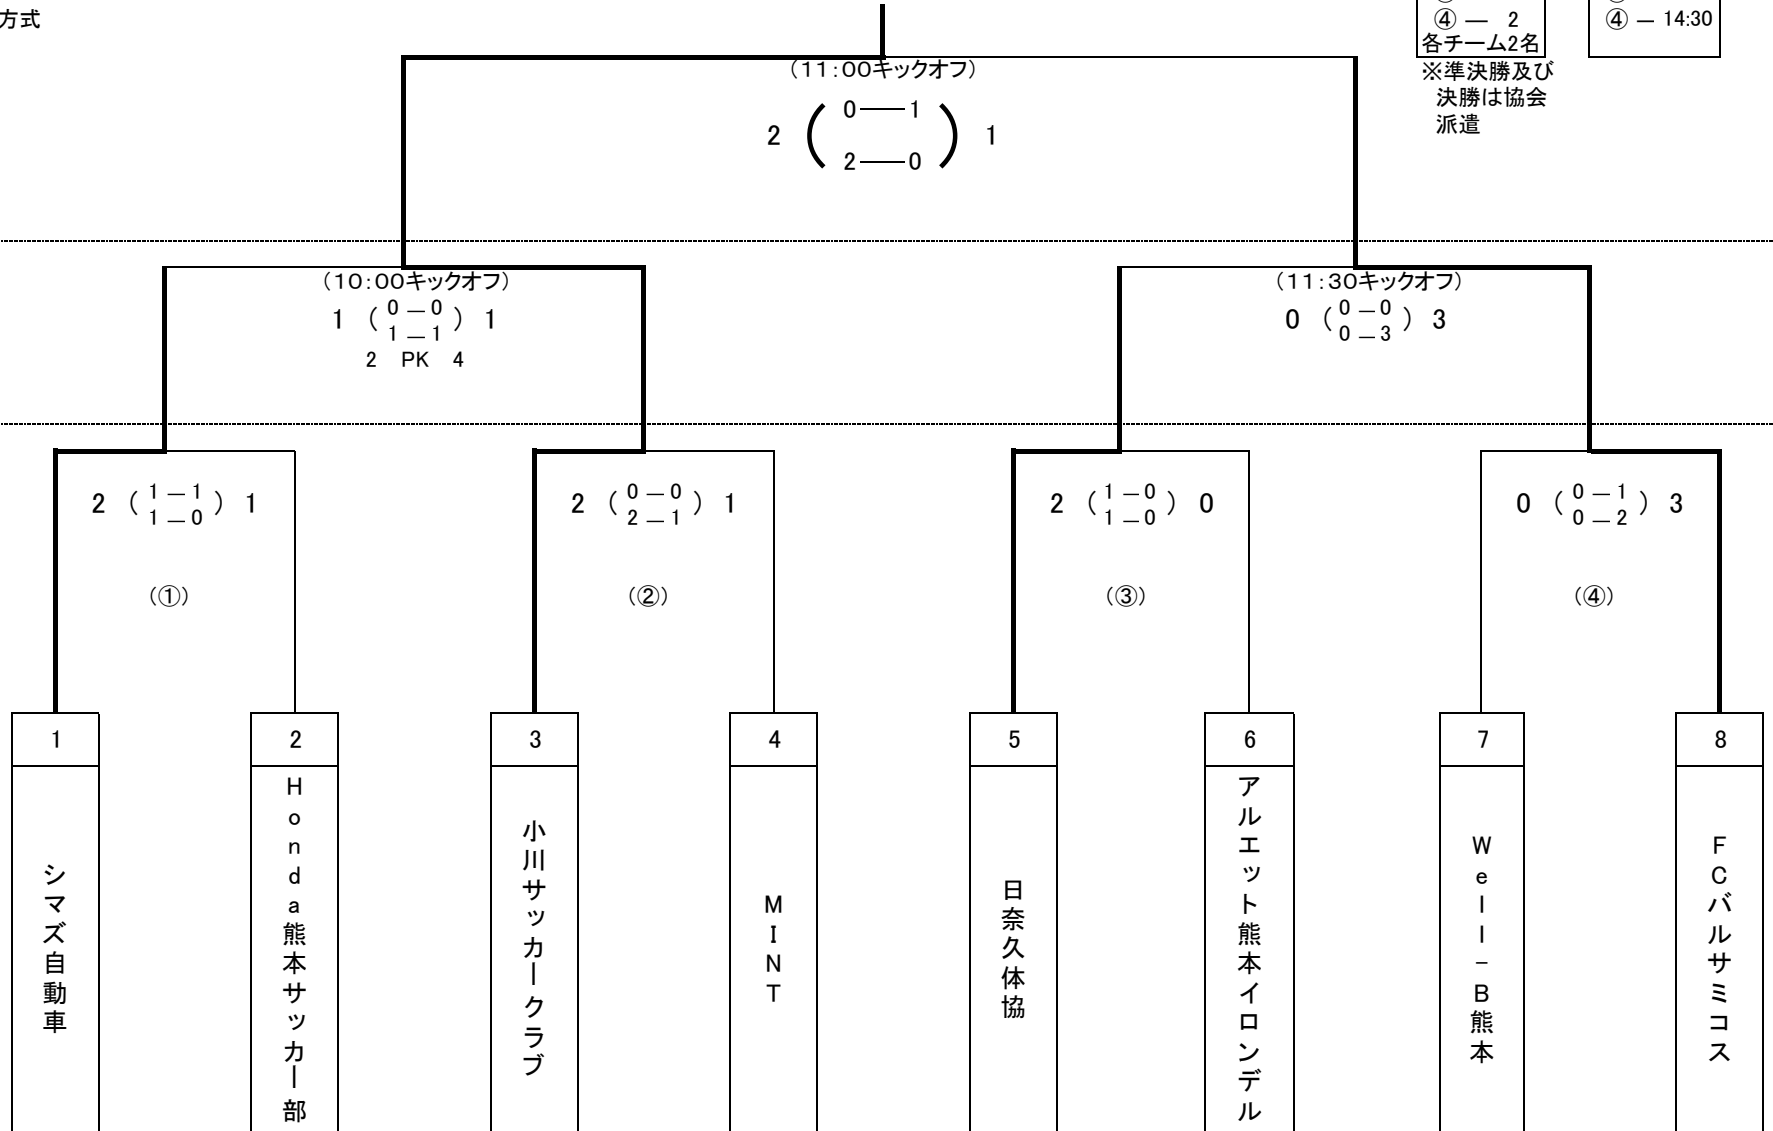 方式
④ ― 2
各チーム2名
④ ― 14:30
※準決勝及び
決勝は協会
派遣
(11:00キックオフ)
0――1
2 ( ) 1
2――0
(10:00キックオフ)
0 ― 0
1 ( ) 1
1 ― 1
2 PK 4
(11:30キックオフ)
0 ― 0
0 ( ) 3
0 ― 3
1 ― 1
2 ( ) 1
1 ― 0
(①)
0 ― 0
2 ( ) 1
2 ― 1
(②)
1 ― 0
2 ( ) 0
1 ― 0
(③)
0 ― 1
0 ( ) 3
0 ― 2
(④)
1
シマズ自動車
2
Honda熊本サッカー部
3
小川サッカークラブ
4
MINT
5
日奈久体協
6
アルエット熊本イロンデル
7
Well-B熊本
8
FCバルサミコス